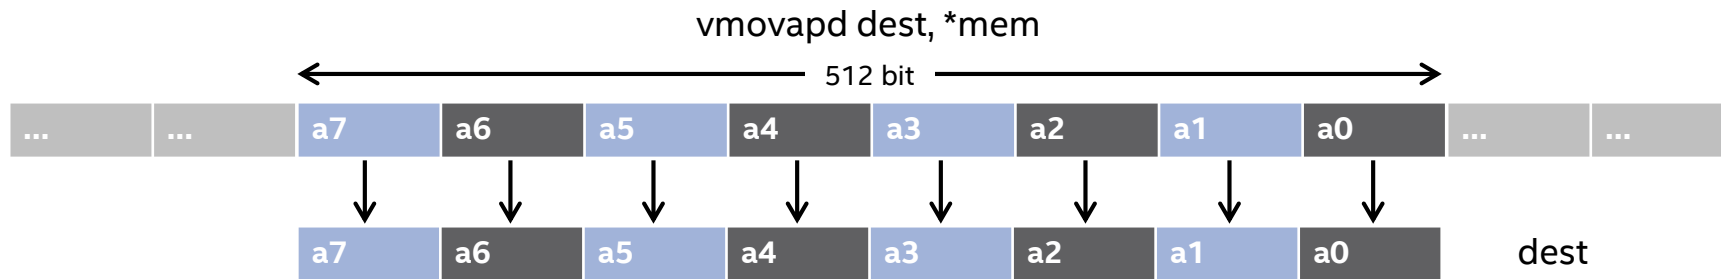 vmovapd dest, *mem
512 bit
... ... a7 a6 a5 a4 a3 a2 a1 a0 ... ...
a7 a6 a5 a4 a3 a2 a1 a0 dest